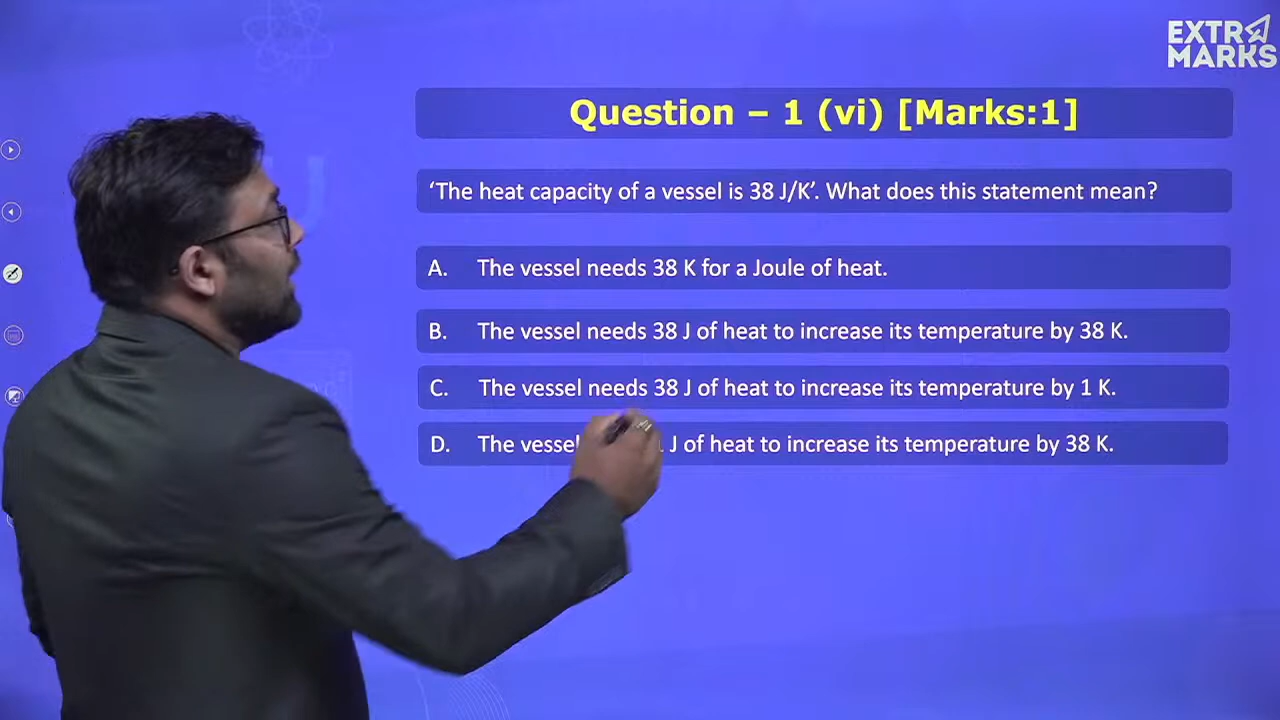 EXTRA
MARKS
Question – 1 (vi) [Marks:1]
‘The heat capacity of a vessel is 38 J/K’. What does this statement mean?
A. The vessel needs 38 K for a Joule of heat.
B. The vessel needs 38 J of heat to increase its temperature by 38 K.
C. The vessel needs 38 J of heat to increase its temperature by 1 K.
D. The J of heat to increase its temperature by 38 K.